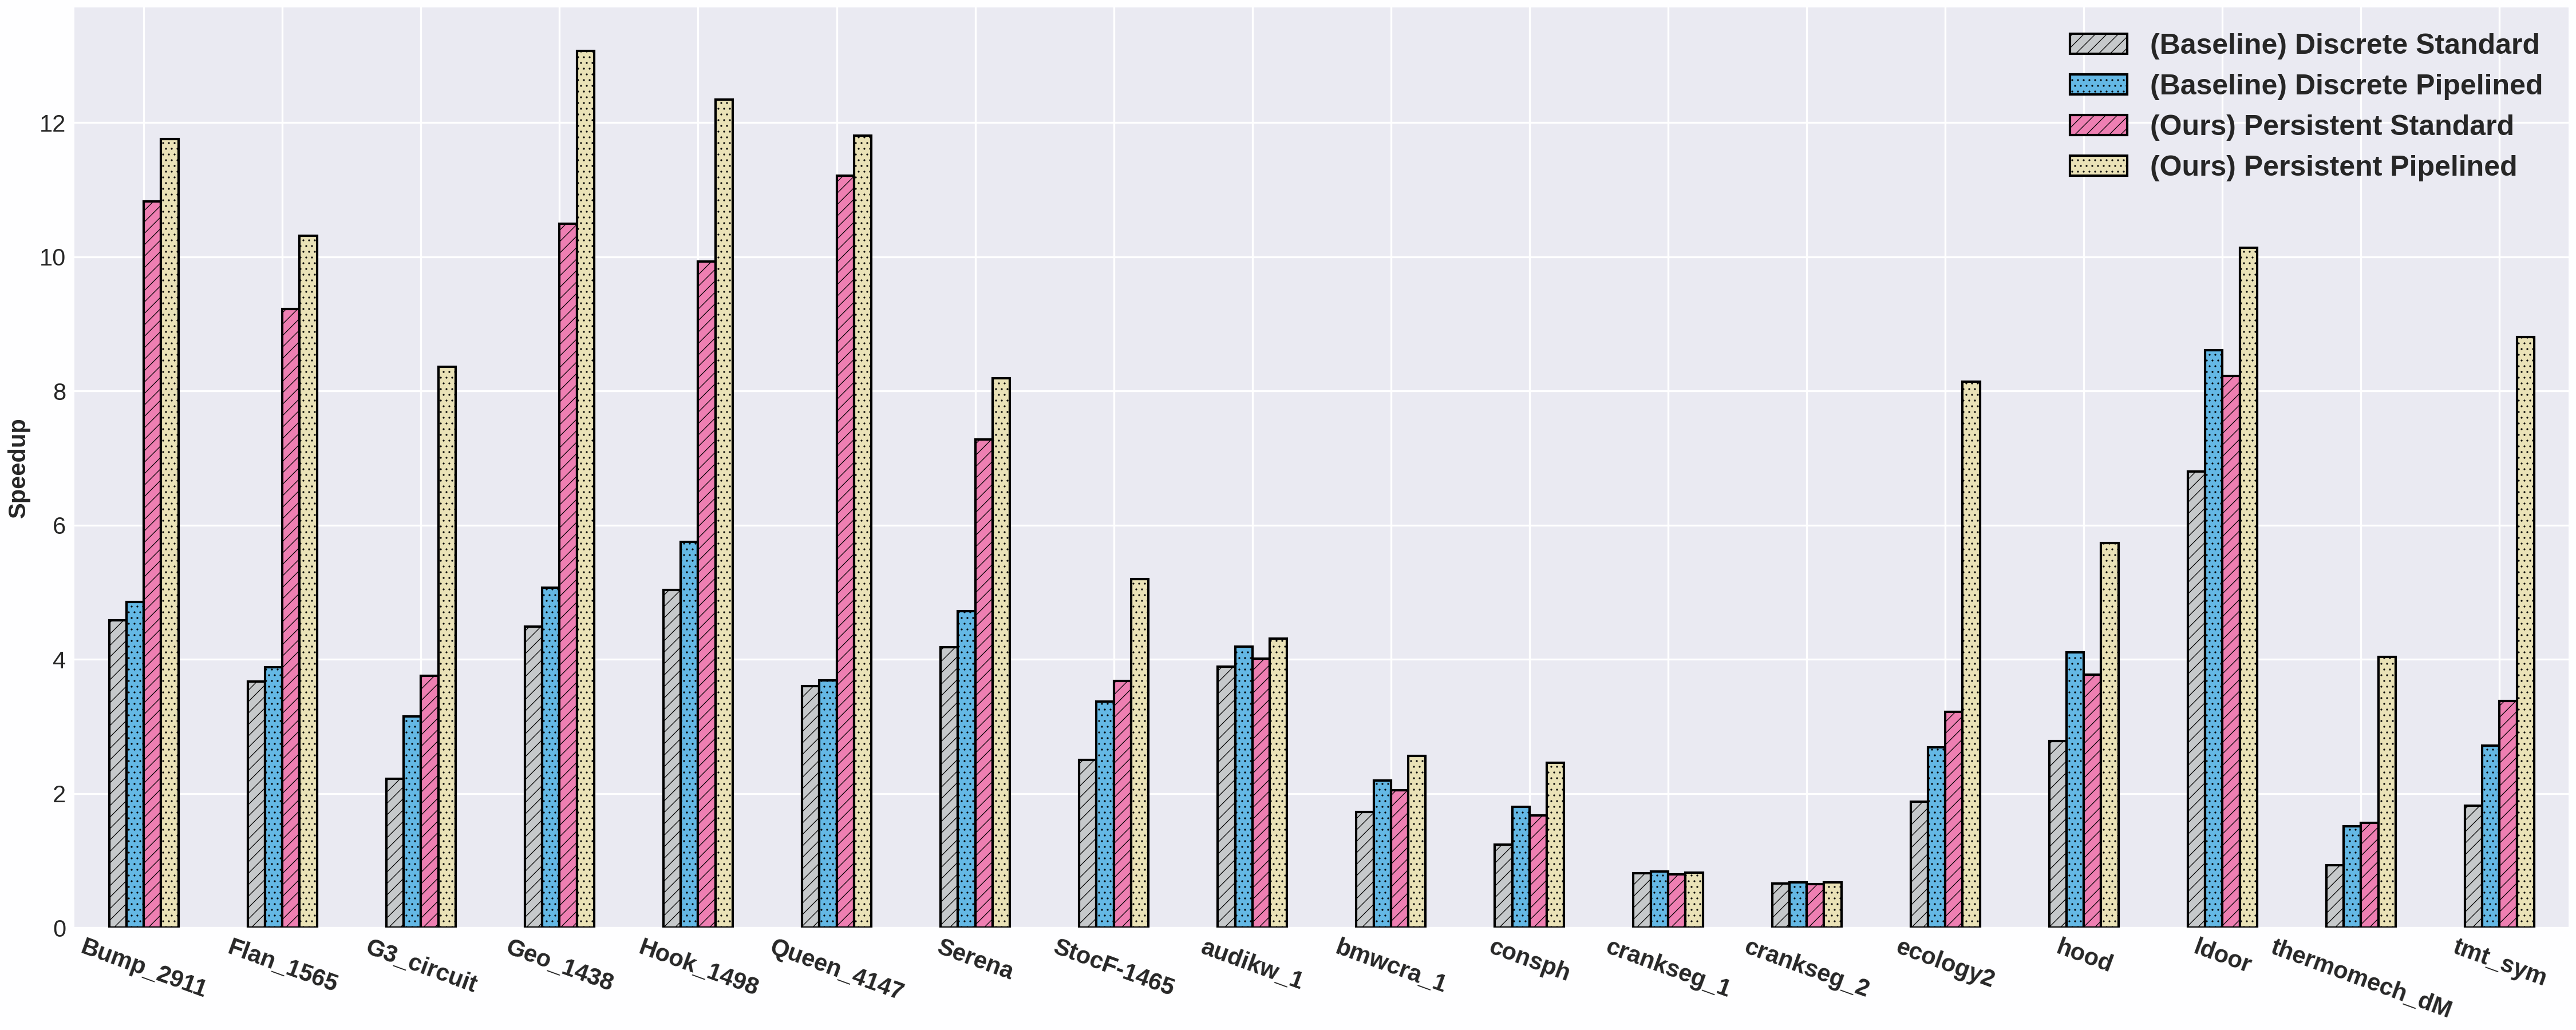 (Baseline) Discrete Standard
(Baseline) Discrete Pipelined
(Ours) Persistent Standard
(Ours) Persistent Pipelined
Speedup
12
10
8
6
4
2
0
Bump_2911
Flan_1565
G3_circuit
Geo_1438
Hook_1498
Queen_4147
Serena
StocF-1465
audikw_1
bmwcra_1
consph
crankseg_1
crankseg_2
ecology2
hood
ldoor
thermomech_dM
tmt_sym